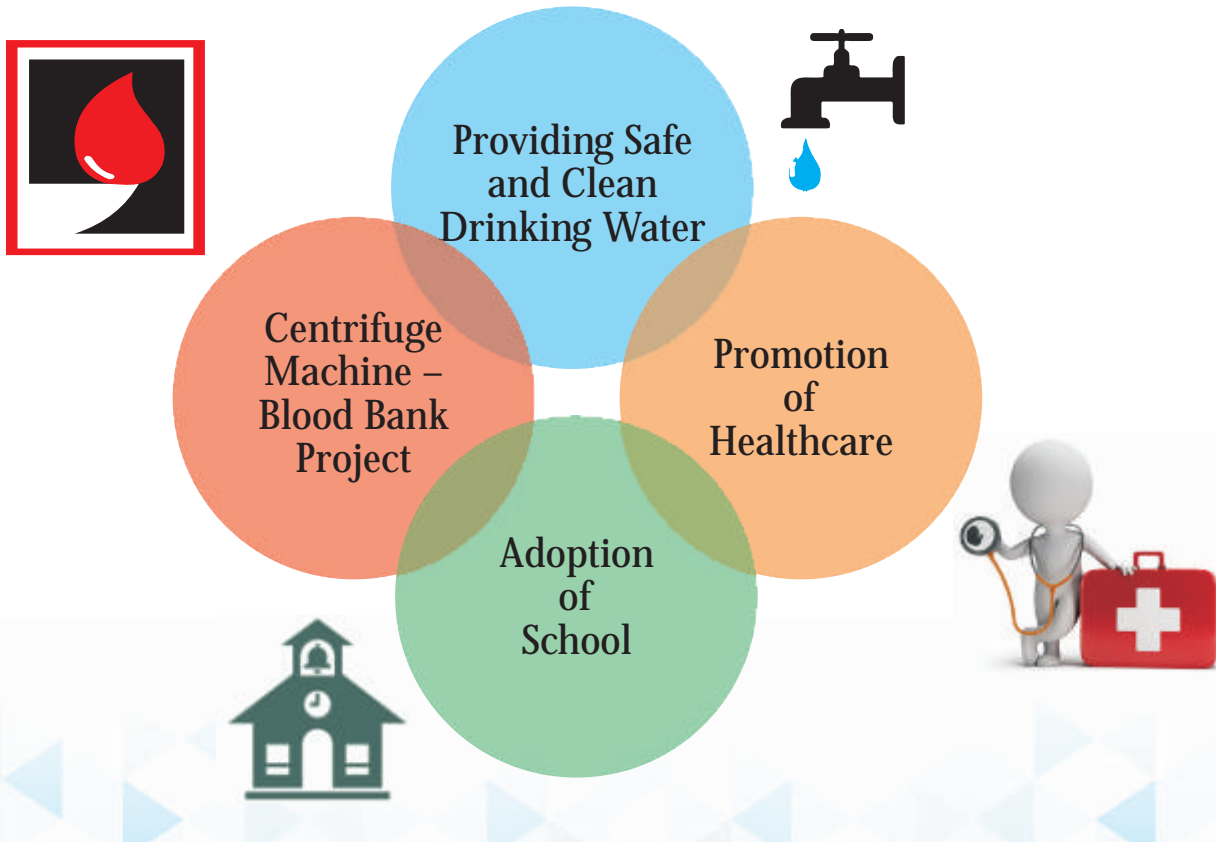 Providing Safe
and Clean
Drinking Water
Centrifuge
Machine –
Blood Bank
Project
Promotion
of
Healthcare
Adoption
of
School